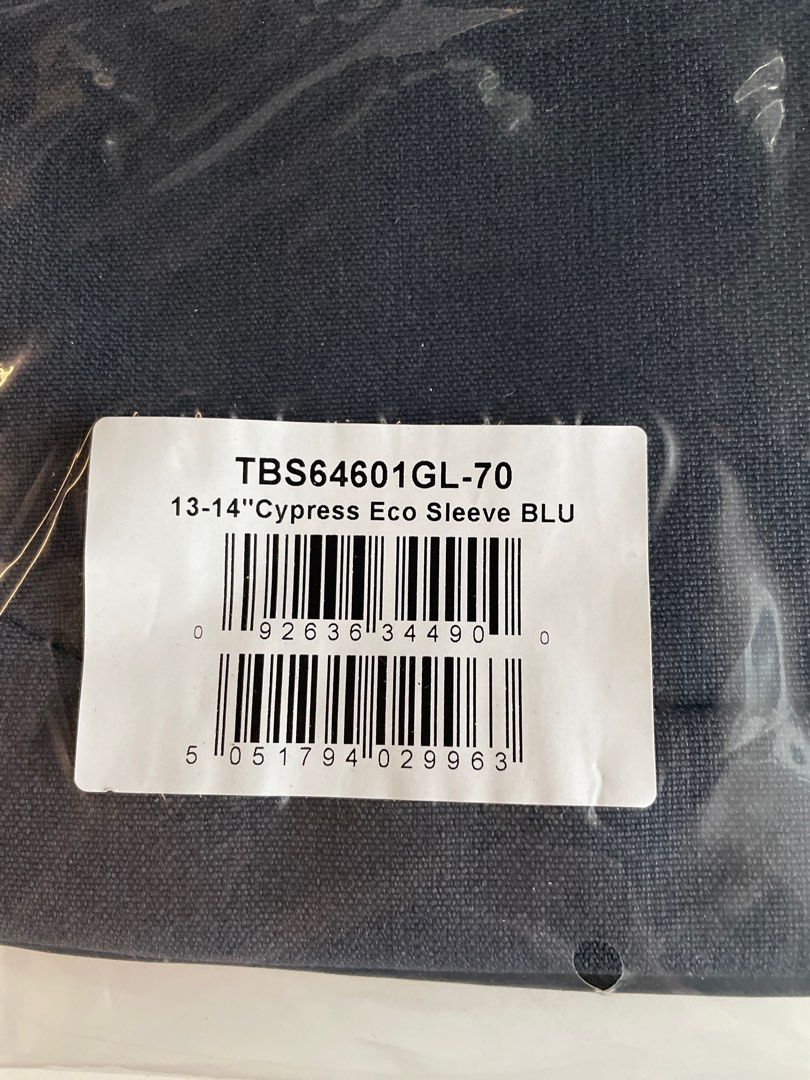 TBS64601GL-70
13-14"Cypress Eco Sleeve BLU
0 92636 34490 0
5 051794 029963